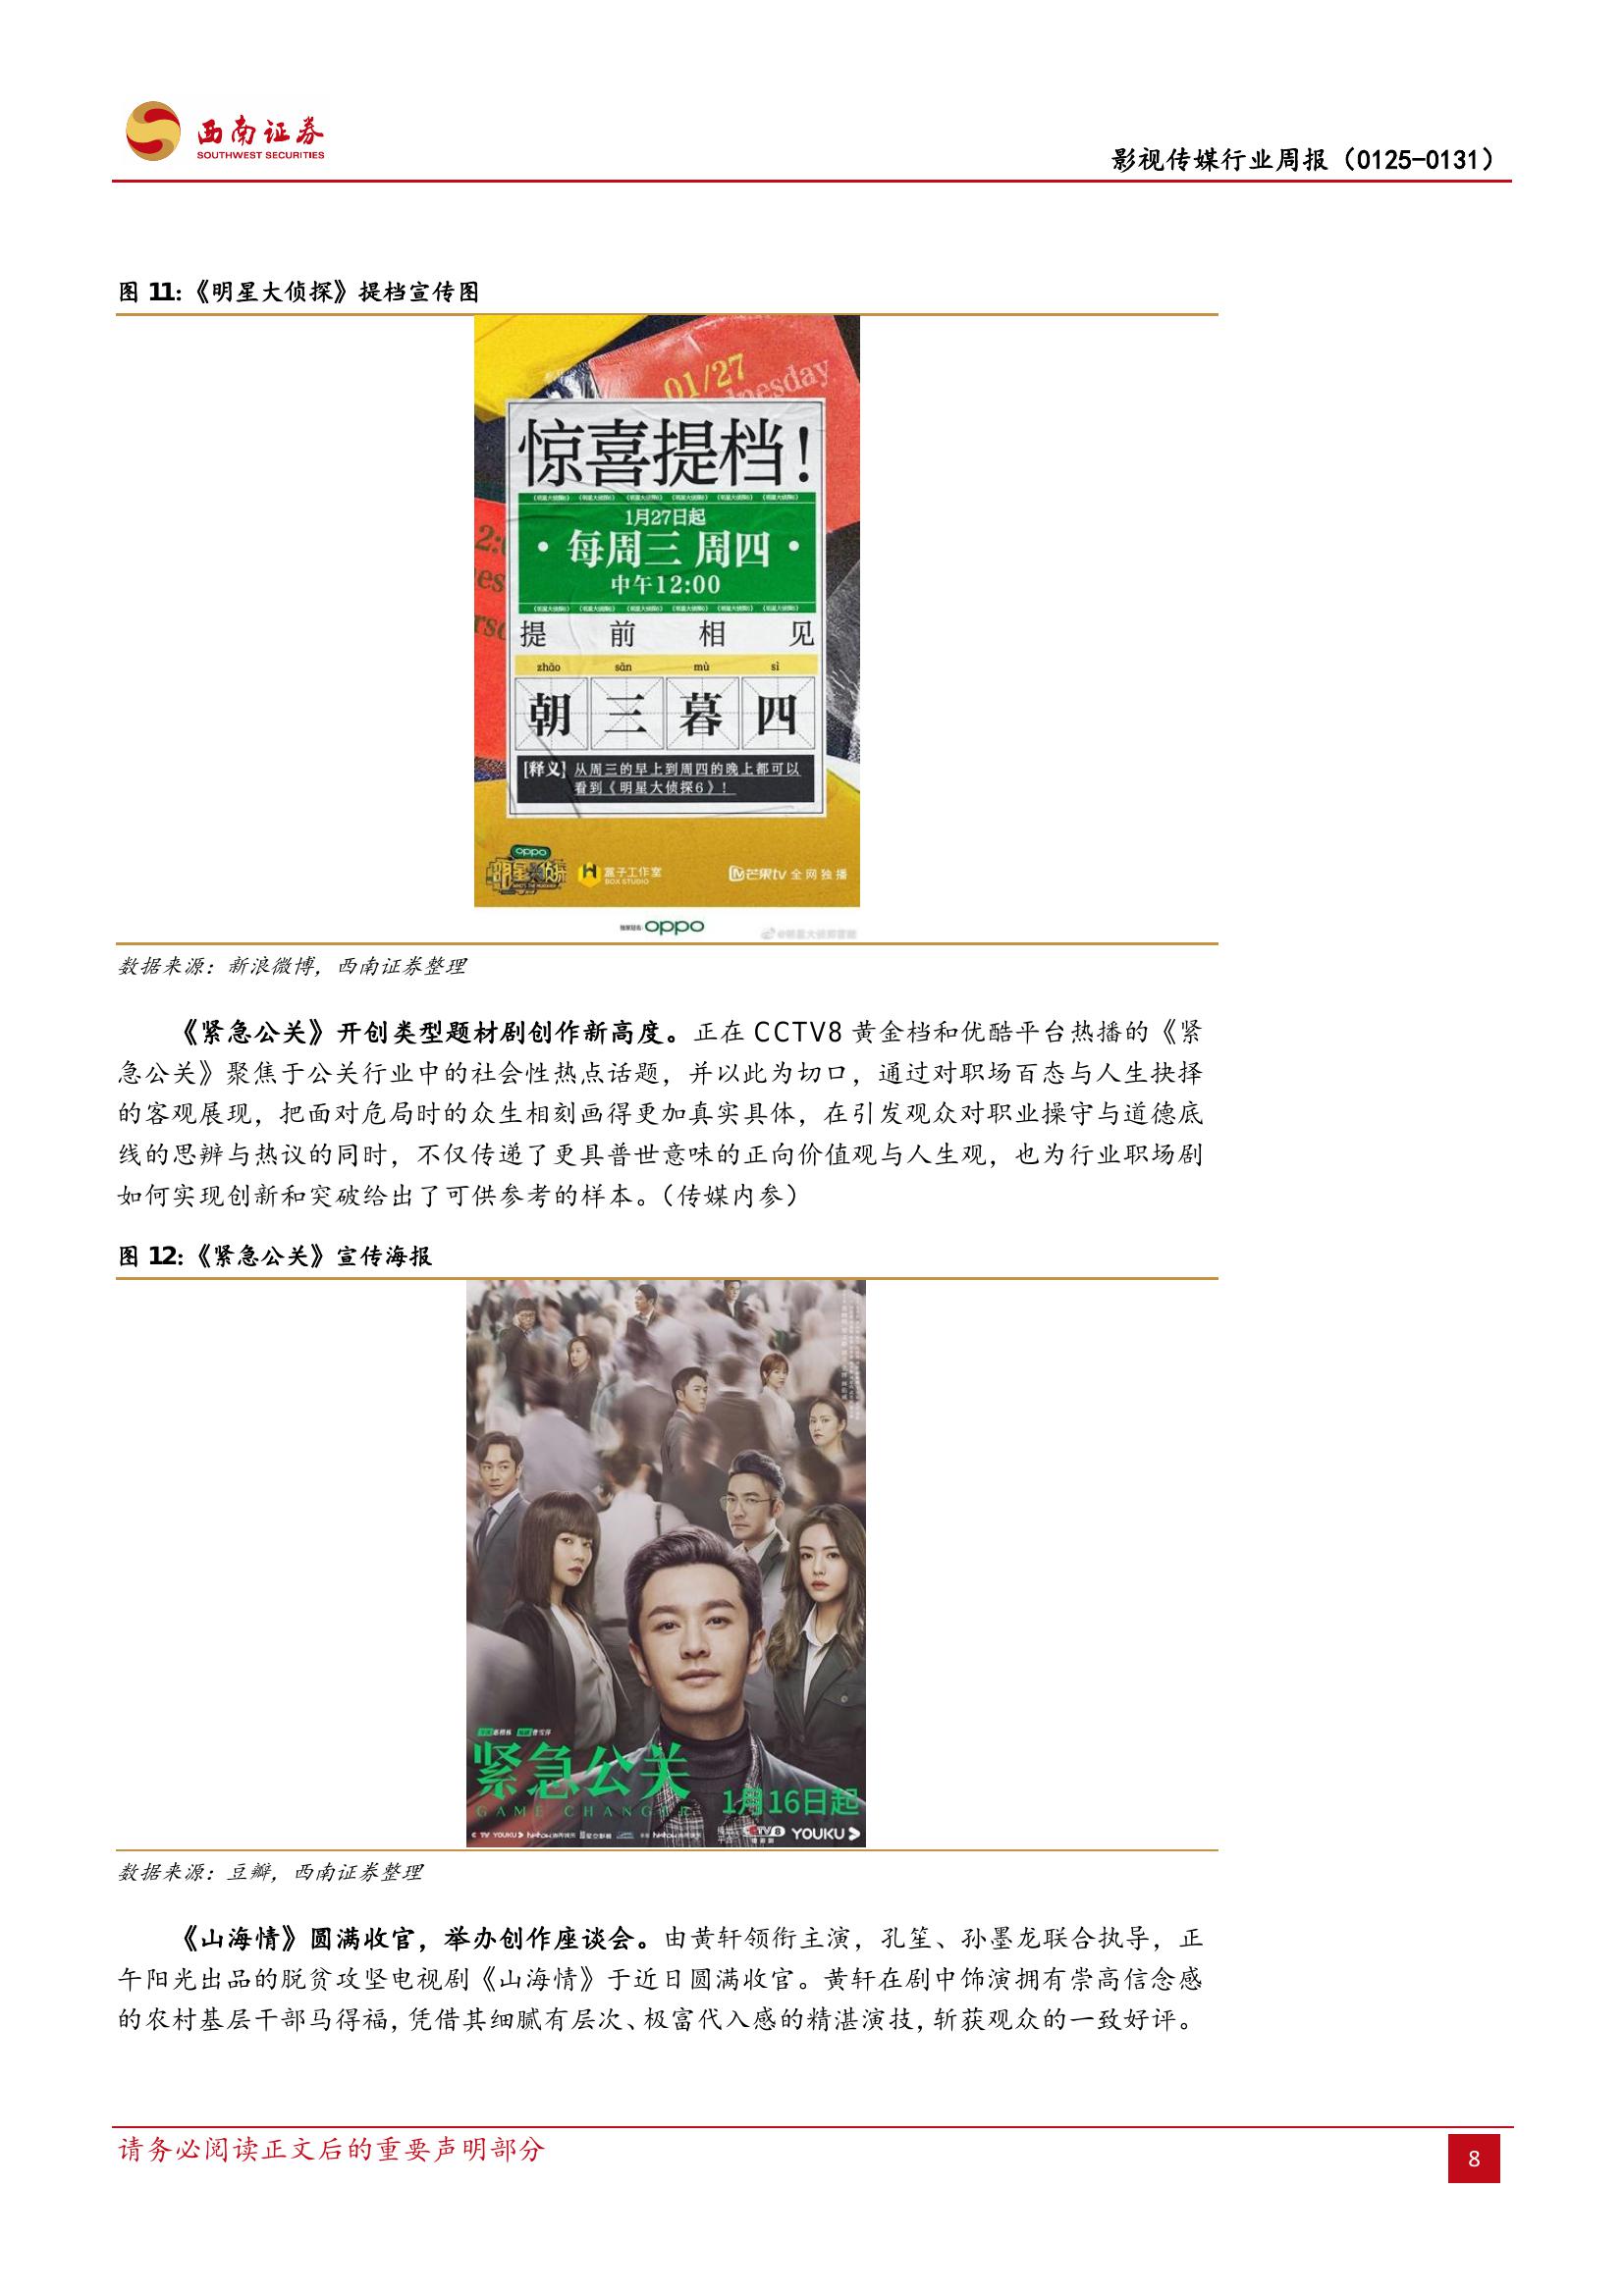 西南证券
SOUTHWEST SECURITIES
影视传媒行业周报（0125-0131）
图 11：《明星大侦探》提档宣传图
01/27
惊喜提档！
1月27日起
·每周三 周四·
中午12:00
提前相见
zhāo sān mù sì
朝三暮四
[释义] 从周三的早上到周四的晚上都可以
看到《明星大侦探6》！
oppo
盒子工作室
BOX STUDIO
芒果tv 全网独播
oppo
数据来源：新浪微博，西南证券整理
《紧急公关》开创类型题材剧创作新高度。正在 CCTV8 黄金档和优酷平台热播的《紧
急公关》聚焦于公关行业中的社会性热点话题，并以此为切口，通过对职场百态与人生抉择
的客观展现，把面对危局时的众生相刻画得更加真实具体，在引发观众对职业操守与道德底
线的思辨与热议的同时，不仅传递了更具普世意味的正向价值观与人生观，也为行业职场剧
如何实现创新和突破给出了可供参考的样本。（传媒内参）
图 12：《紧急公关》宣传海报
紧急公关
GAME CHANGER
1月16日起
YOUKU
数据来源：豆瓣，西南证券整理
《山海情》圆满收官，举办创作座谈会。由黄轩领衔主演，孔笙、孙墨龙联合执导，正
午阳光出品的脱贫攻坚电视剧《山海情》于近日圆满收官。黄轩在剧中饰演拥有崇高信念感
的农村基层干部马得福，凭借其细腻有层次、极富代入感的精湛演技，斩获观众的一致好评。
请务必阅读正文后的重要声明部分
8